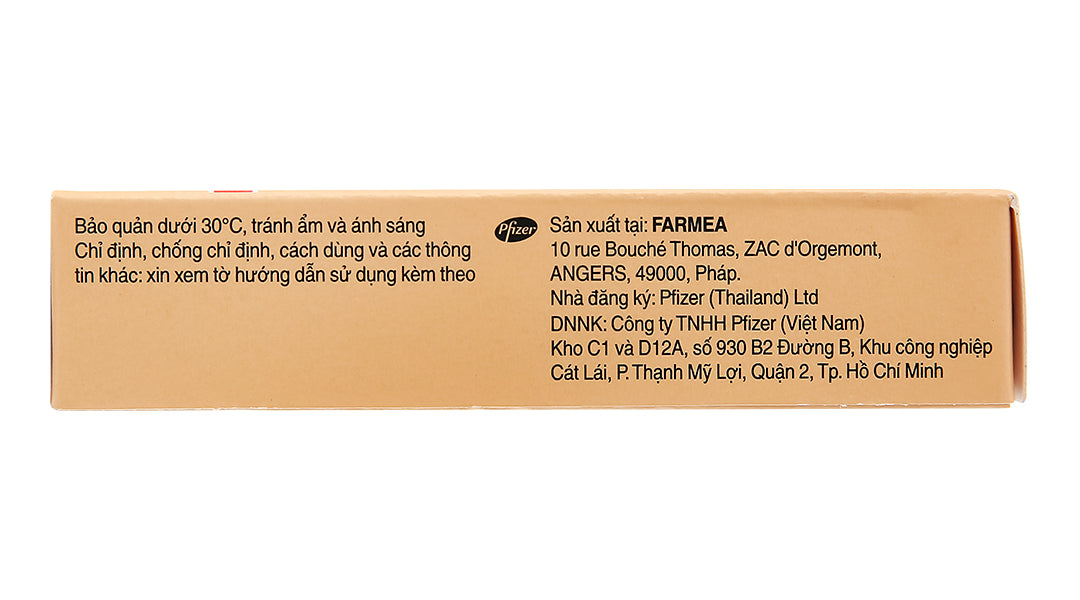 Bảo quản dưới 30°C, tránh ẩm và ánh sáng
Chỉ định, chống chỉ định, cách dùng và các thông
tin khác: xin xem tờ hướng dẫn sử dụng kèm theo
Pfizer
Sản xuất tại: FARMEA
10 rue Bouché Thomas, ZAC d'Orgemont,
ANGERS, 49000, Pháp.
Nhà đăng ký: Pfizer (Thailand) Ltd
DNNK: Công ty TNHH Pfizer (Việt Nam)
Kho C1 và D12A, số 930 B2 Đường B, Khu công nghiệp
Cát Lái, P. Thạnh Mỹ Lợi, Quận 2, Tp. Hồ Chí Minh